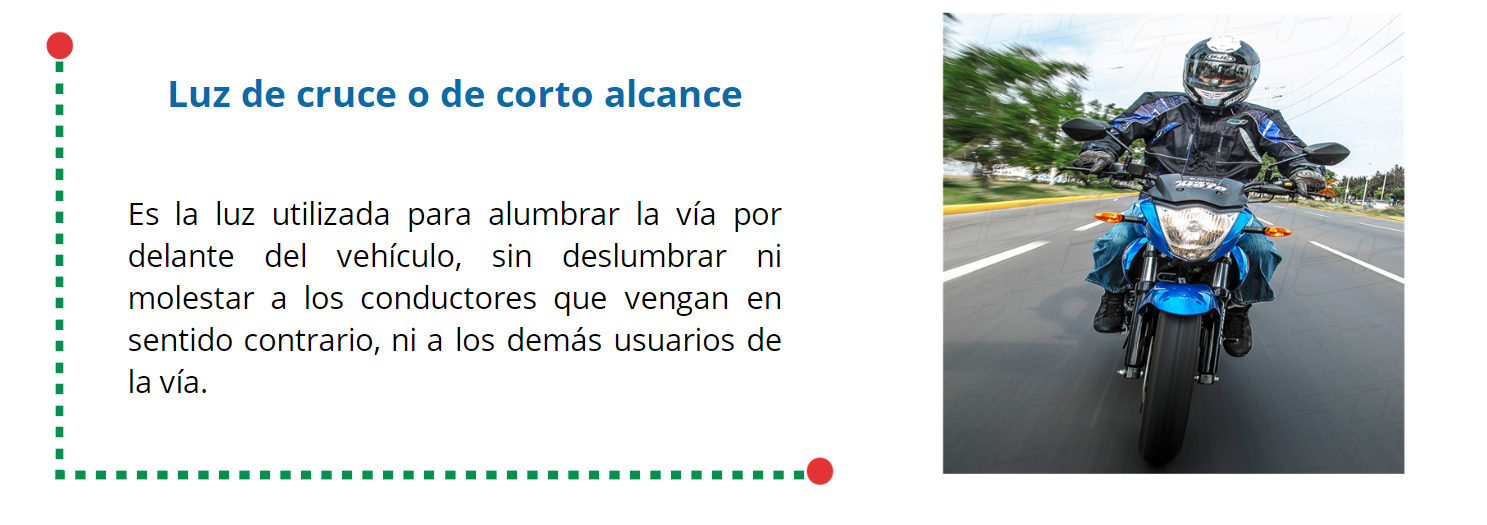 Luz de cruce o de corto alcance
Es la luz utilizada para alumbrar la vía por
delante del vehículo, sin deslumbrar ni
molestar a los conductores que vengan en
sentido contrario, ni a los demás usuarios de
la vía.